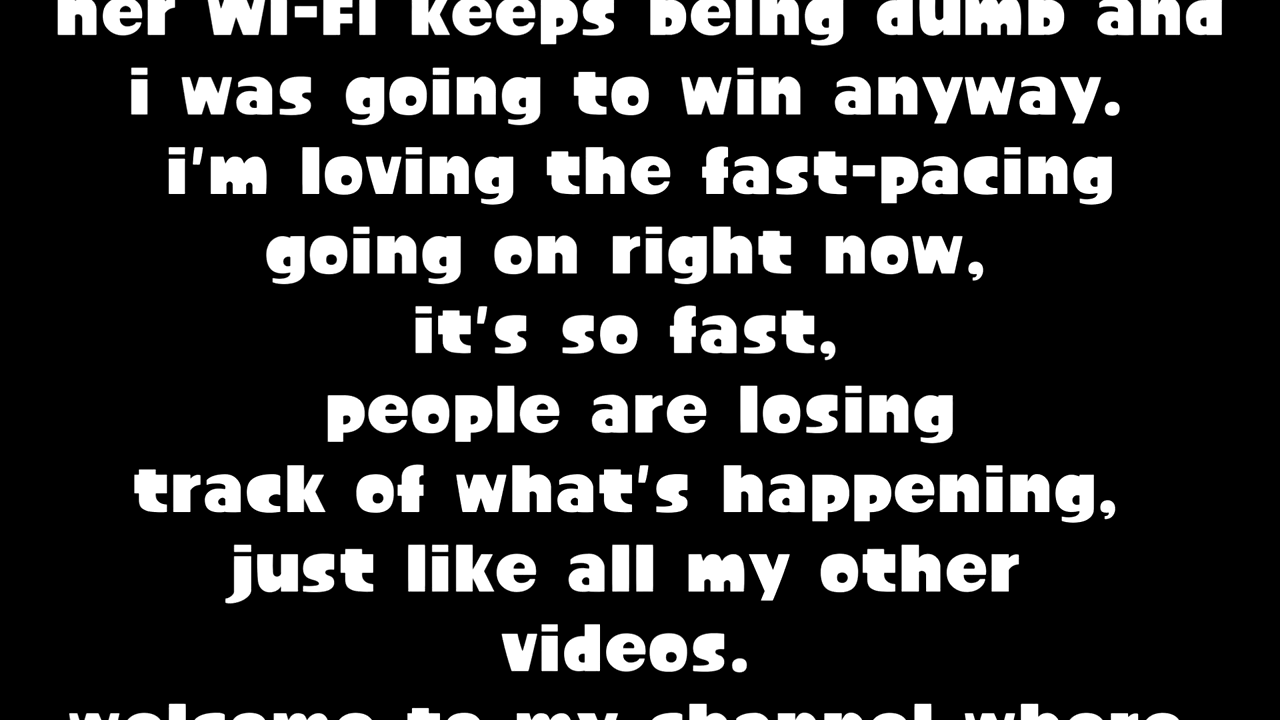 her wi-fi keeps being dumb and
i was going to win anyway.
i'm loving the fast-pacing
going on right now,
it's so fast,
people are losing
track of what's happening,
just like all my other
videos.
welcome to my channel where